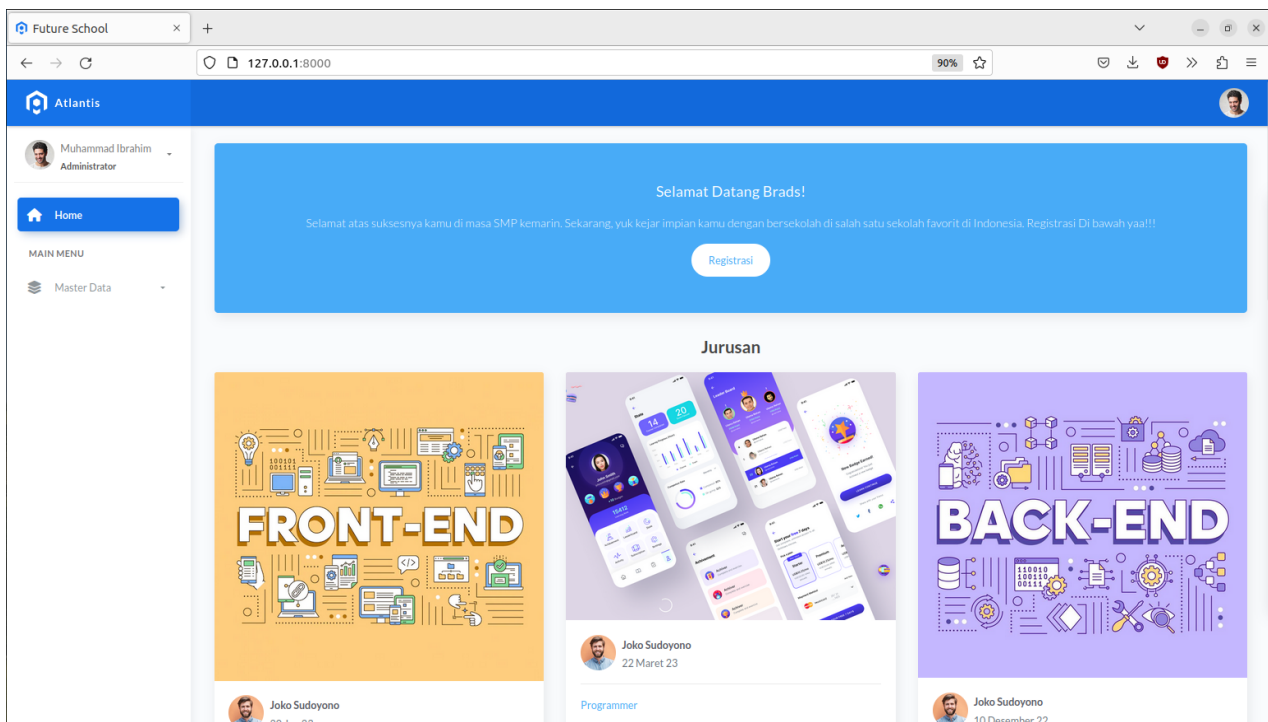 Future School
127.0.0.1:8000
90%
Atlantis
Muhammad Ibrahim
Administrator
Home
MAIN MENU
Master Data
Selamat Datang Brads!
Selamat atas suksesnya kamu di masa SMP kemarin. Sekarang, yuk kejar impian kamu dengan bersekolah di salah satu sekolah favorit di Indonesia. Registrasi Di bawah yaa!!!
Registrasi
Jurusan
100101
001111
FRONT-END
</>
Joko Sudoyono
14
20
15412
Joko Sudoyono
22 Maret 23
Programmer
BACK-END
110010
100110
00111
Joko Sudoyono
10 Desember 22